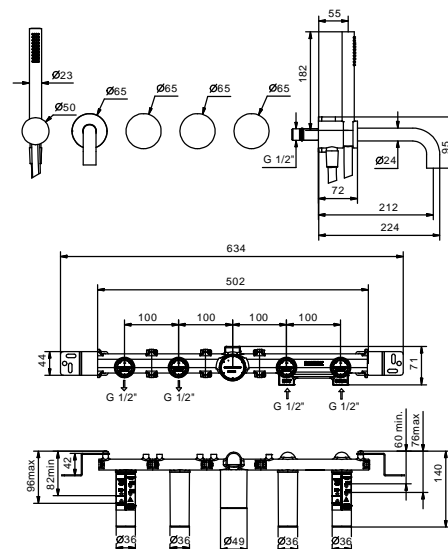 55
182
Ø23
Ø50
Ø65
Ø65
Ø65
Ø65
G 1/2"
Ø24
95
72
212
224
634
502
100
100
100
100
44
71
G 1/2"
G 1/2"
G 1/2"
G 1/2"
96max
82min
42
60 min.
76max
140
Ø36
Ø36
Ø49
Ø36
Ø36